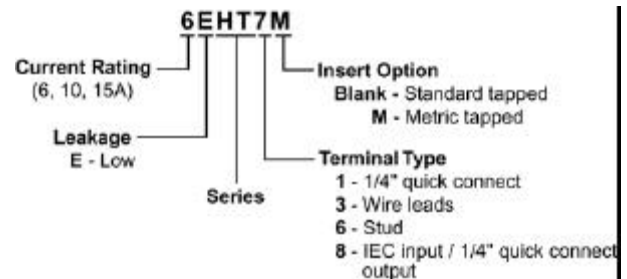 6EHT7M
Current Rating
(6, 10, 15A)
Leakage
E - Low
Series
Insert Option
Blank - Standard tapped
M - Metric tapped
Terminal Type
1 - 1/4" quick connect
3 - Wire leads
6 - Stud
8 - IEC input / 1/4" quick connect
output